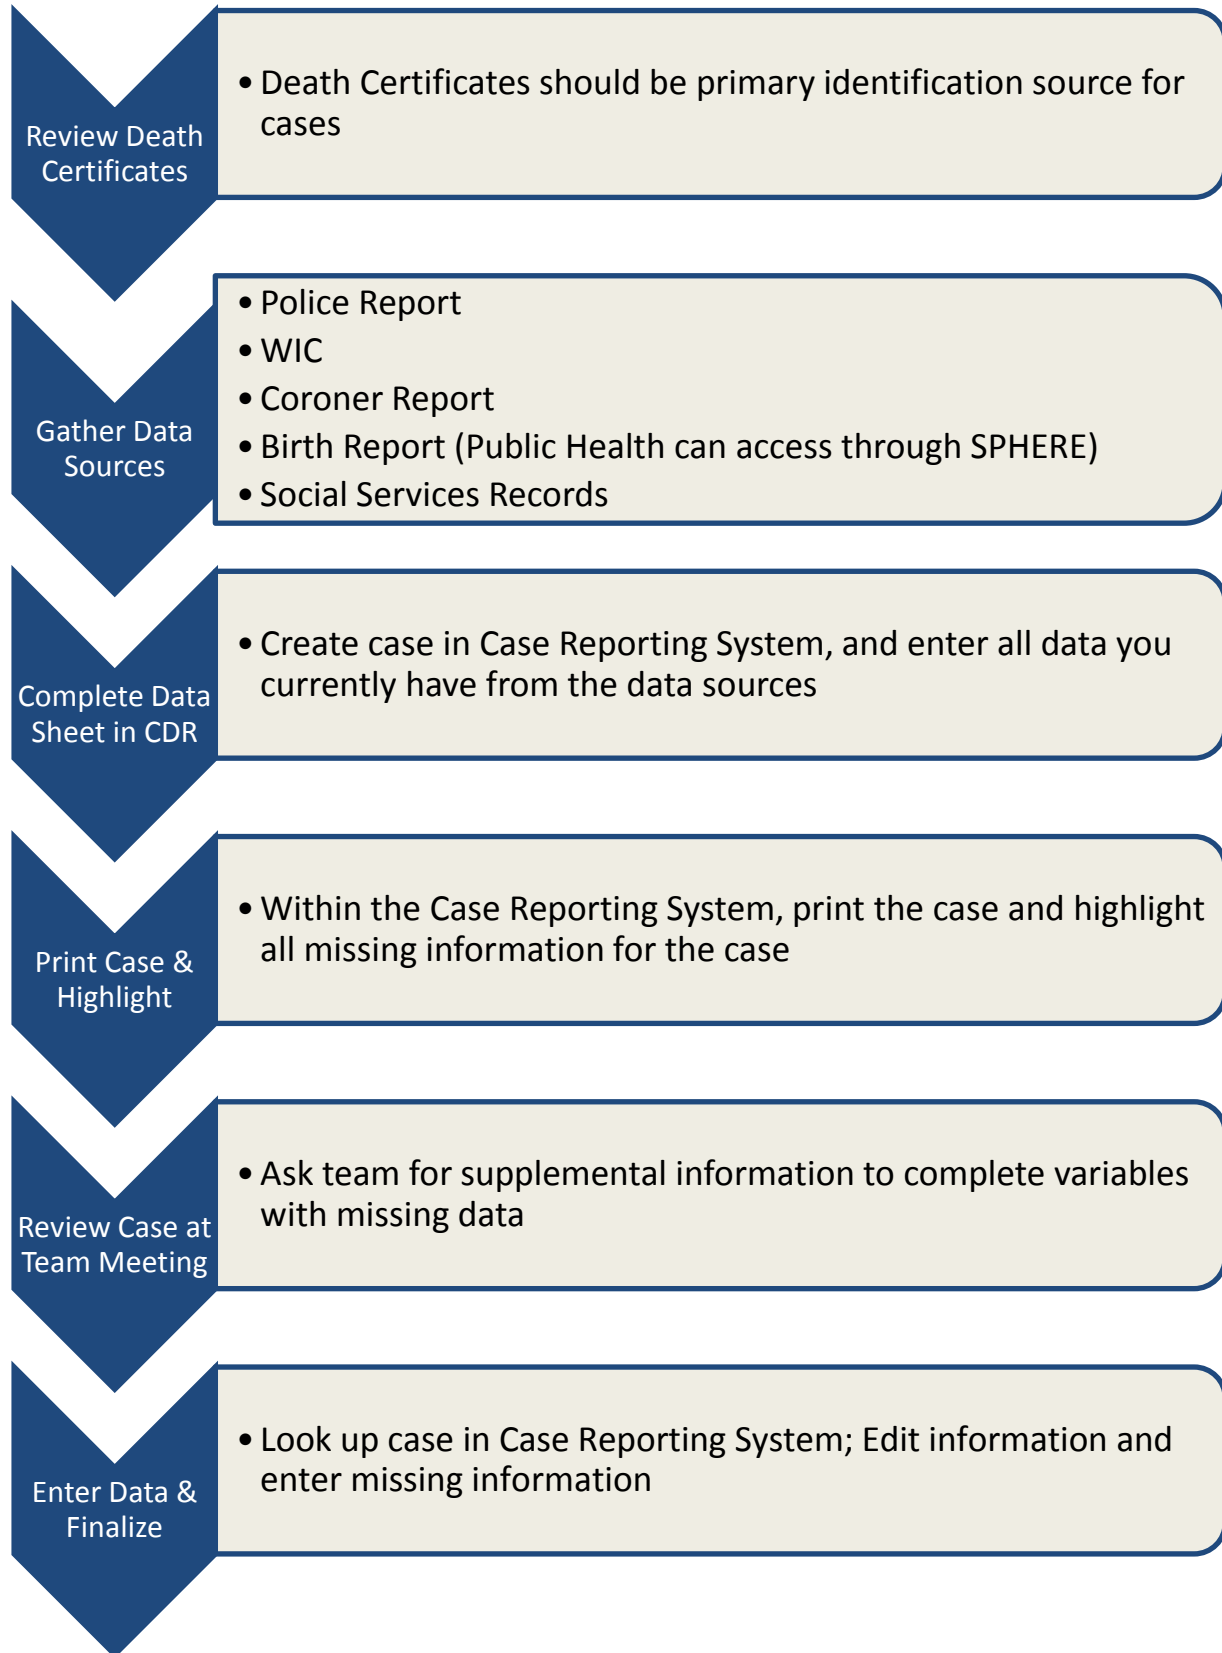 Review Death
Certificates
• Death Certificates should be primary identification source for
cases
Gather Data
Sources
• Police Report
• WIC
• Coroner Report
• Birth Report (Public Health can access through SPHERE)
• Social Services Records
Complete Data
Sheet in CDR
• Create case in Case Reporting System, and enter all data you
currently have from the data sources
Print Case &
Highlight
• Within the Case Reporting System, print the case and highlight
all missing information for the case
Review Case at
Team Meeting
• Ask team for supplemental information to complete variables
with missing data
Enter Data &
Finalize
• Look up case in Case Reporting System; Edit information and
enter missing information